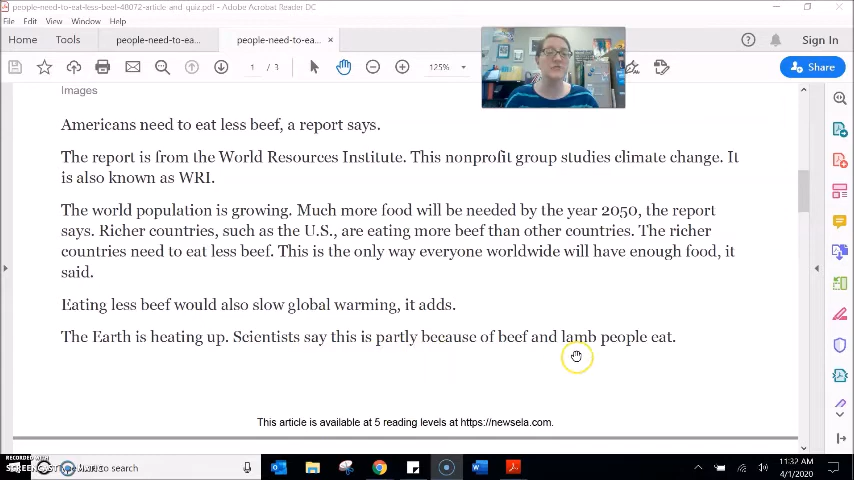 people-need-to-eat-less-beef-48072-article and quiz.pdf - Adobe Acrobat Reader DC
File Edit View Window Help
Home Tools people-need-to-ea... people-need-to-ea... ×
Sign In
1 / 3 125% Share
Images
Americans need to eat less beef, a report says.
The report is from the World Resources Institute. This nonprofit group studies climate change. It
is also known as WRI.
The world population is growing. Much more food will be needed by the year 2050, the report
says. Richer countries, such as the U.S., are eating more beef than other countries. The richer
countries need to eat less beef. This is the only way everyone worldwide will have enough food, it
said.
Eating less beef would also slow global warming, it adds.
The Earth is heating up. Scientists say this is partly because of beef and lamb people eat.
This article is available at 5 reading levels at https://newsela.com.
RECORDED WITH
to search
11:32 AM
4/1/2020